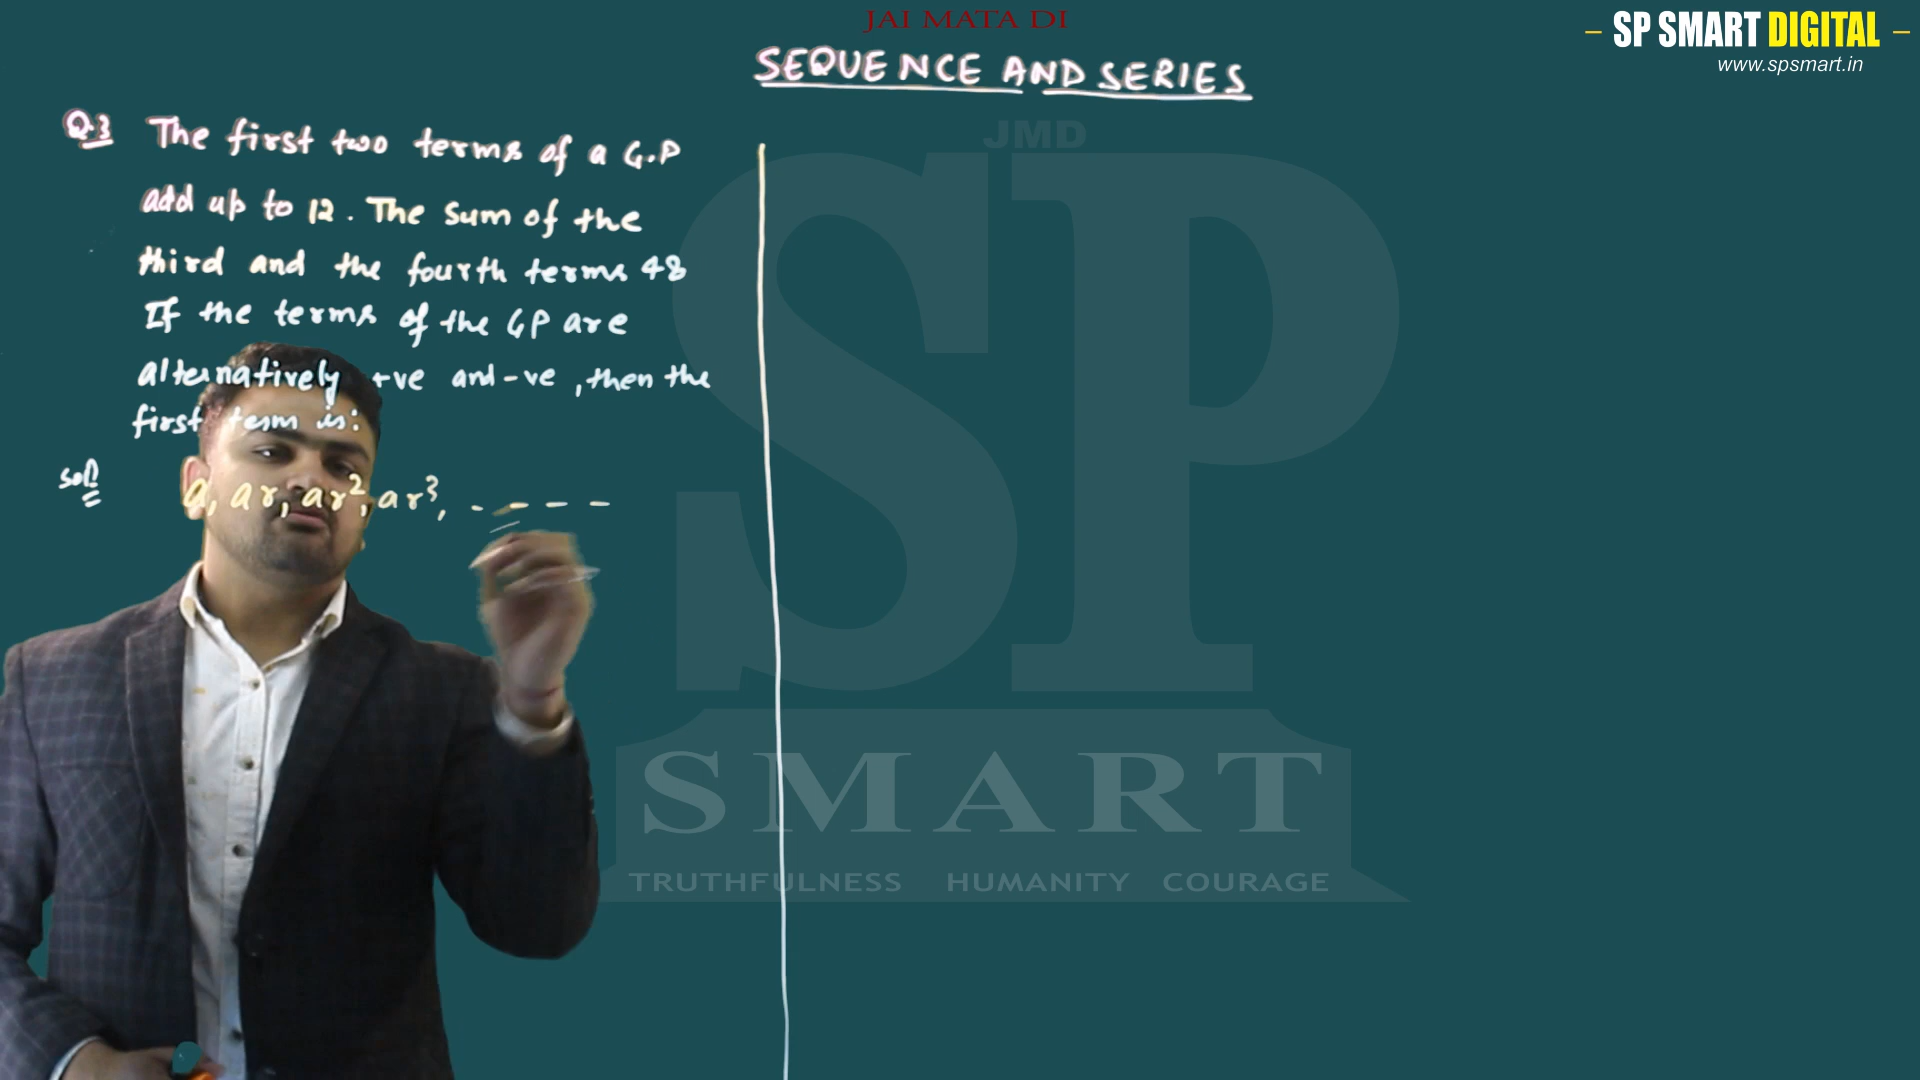 JAI MATA DI
SP SMART DIGITAL
www.spsmart.in
SEQUENCE AND SERIES
Q.3 The first two terms of a G.P
add up to 12. The sum of the
third and the fourth terms 48
If the terms of the GP are
alternatively +ve and -ve, then the
first term is:
Soln a, ar, ar², ar³, - - - - -
JMD
SP
SMART
TRUTHFULNESS HUMANITY COURAGE